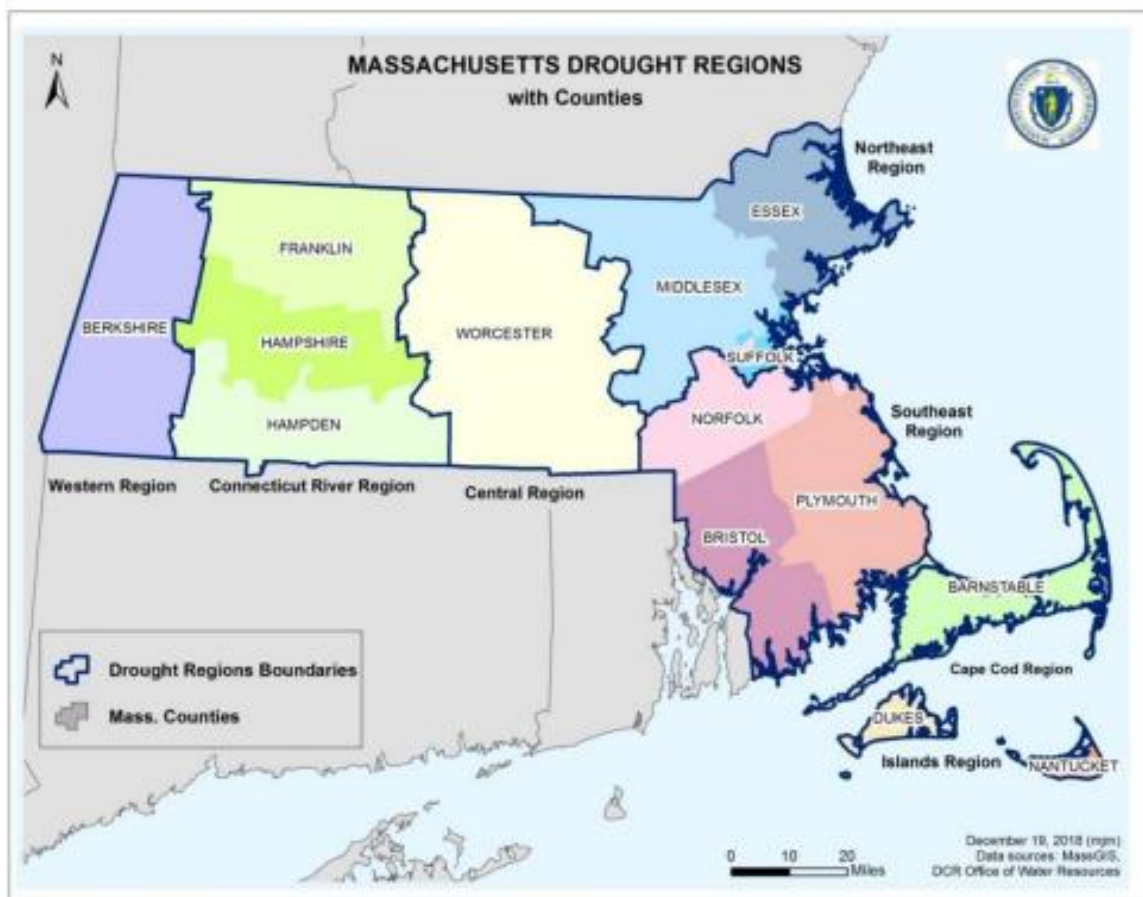 N
MASSACHUSETTS DROUGHT REGIONS
with Counties
Northeast
Region
ESSEX
FRANKLIN
MIDDLESEX
BERKSHIRE
HAMPSHIRE
WORCESTER
SUFFOLK
HAMPDEN
NORFOLK
Southeast
Region
Western Region
Connecticut River Region
Central Region
PLYMOUTH
BRISTOL
BARNSTABLE
Cape Cod Region
Drought Regions Boundaries
Mass. Counties
DUKES
Islands Region
NANTUCKET
December 19, 2018 (mjm)
Data sources: MassGIS,
DCR Office of Water Resources
0 10 20
Miles